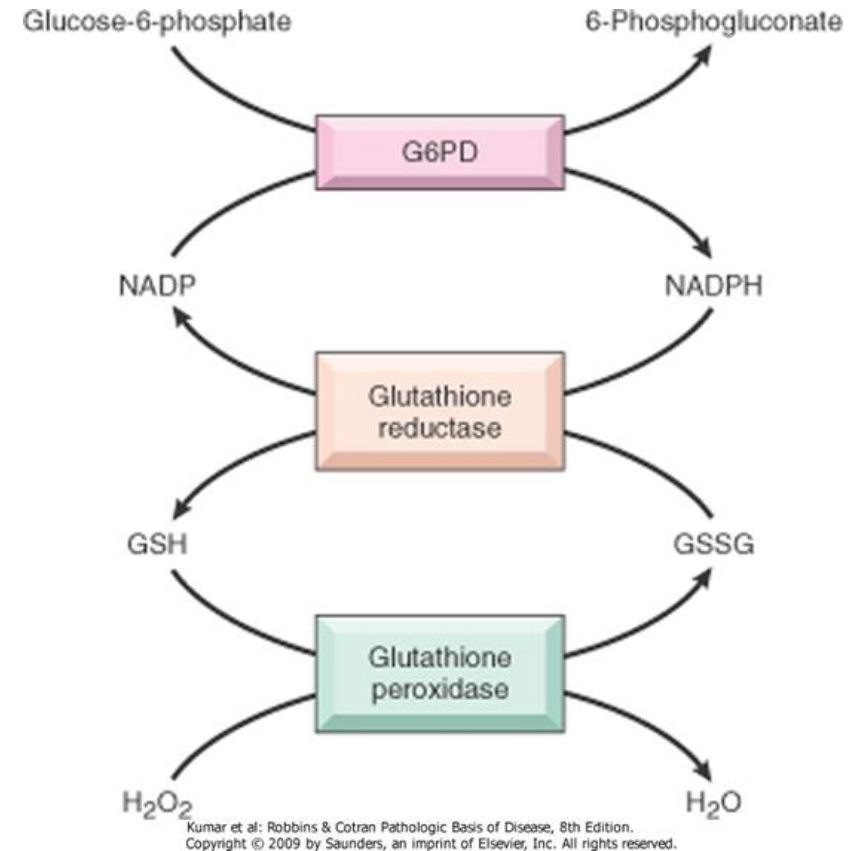 Glucose-6-phosphate
6-Phosphogluconate
G6PD
NADP
NADPH
Glutathione
reductase
GSH
GSSG
Glutathione
peroxidase
H₂O₂
H₂O
Kumar et al: Robbins & Cotran Pathologic Basis of Disease, 8th Edition.
Copyright © 2009 by Saunders, an imprint of Elsevier, Inc. All rights reserved.